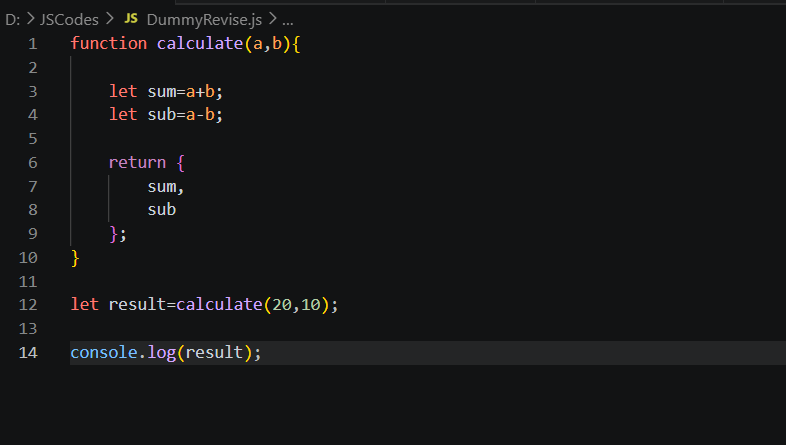 D: > JSCodes > JS DummyRevise.js > ...
1 function calculate(a,b){
2
3     let sum=a+b;
4     let sub=a-b;
5
6     return {
7         sum,
8         sub
9     };
10 }
11
12 let result=calculate(20,10);
13
14 console.log(result);